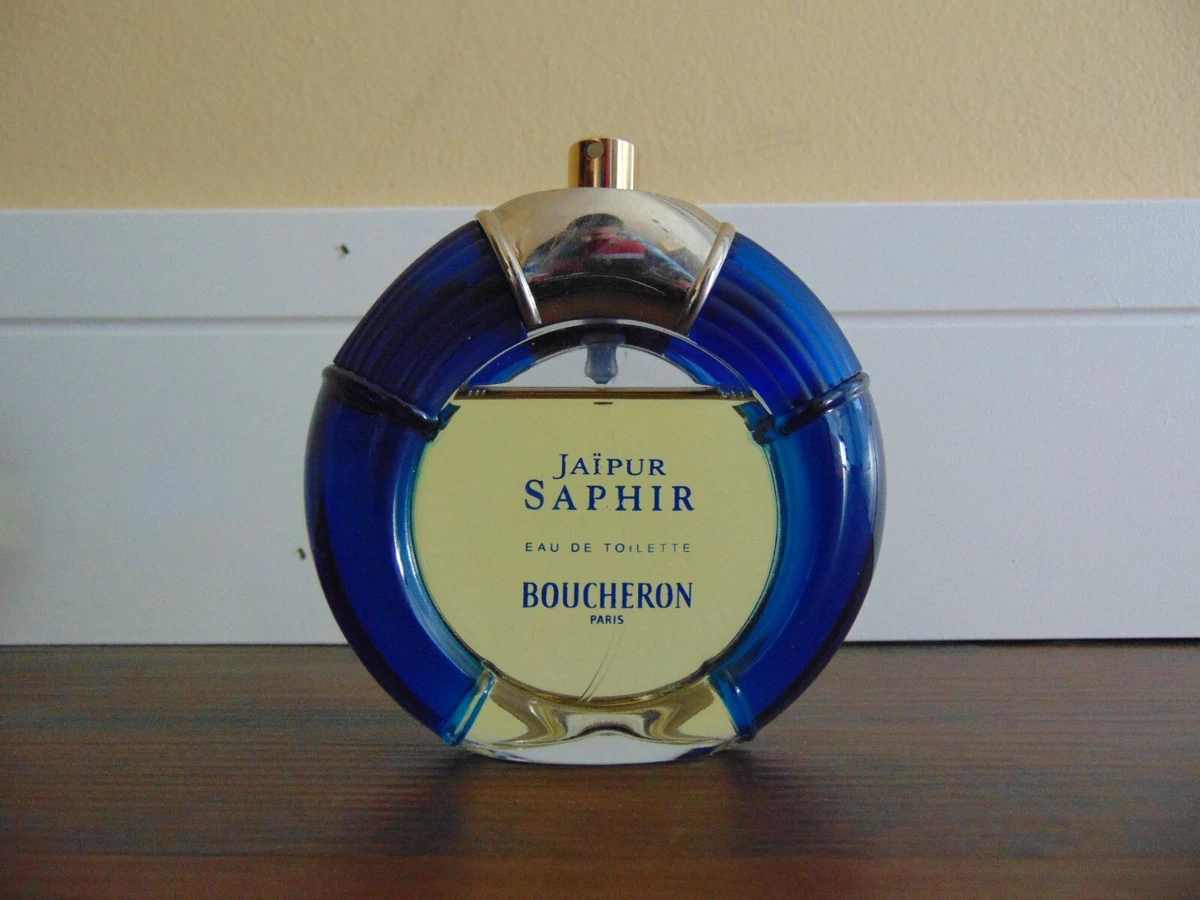 JAÏPUR
SAPHIR
EAU DE TOILETTE
BOUCHERON
PARIS